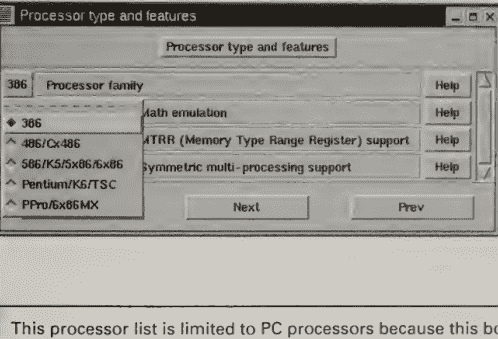 Processor type and features
Processor type and features
386 Processor family Help
386
Math emulation Help
486/Cx486
MTRR (Memory Type Range Register) support Help
586/K5/5x86/6x86
Symmetric multi-processing support Help
Pentium/K6/TSC
PPro/6x86MX
Next Prev
This processor list is limited to PC processors because this